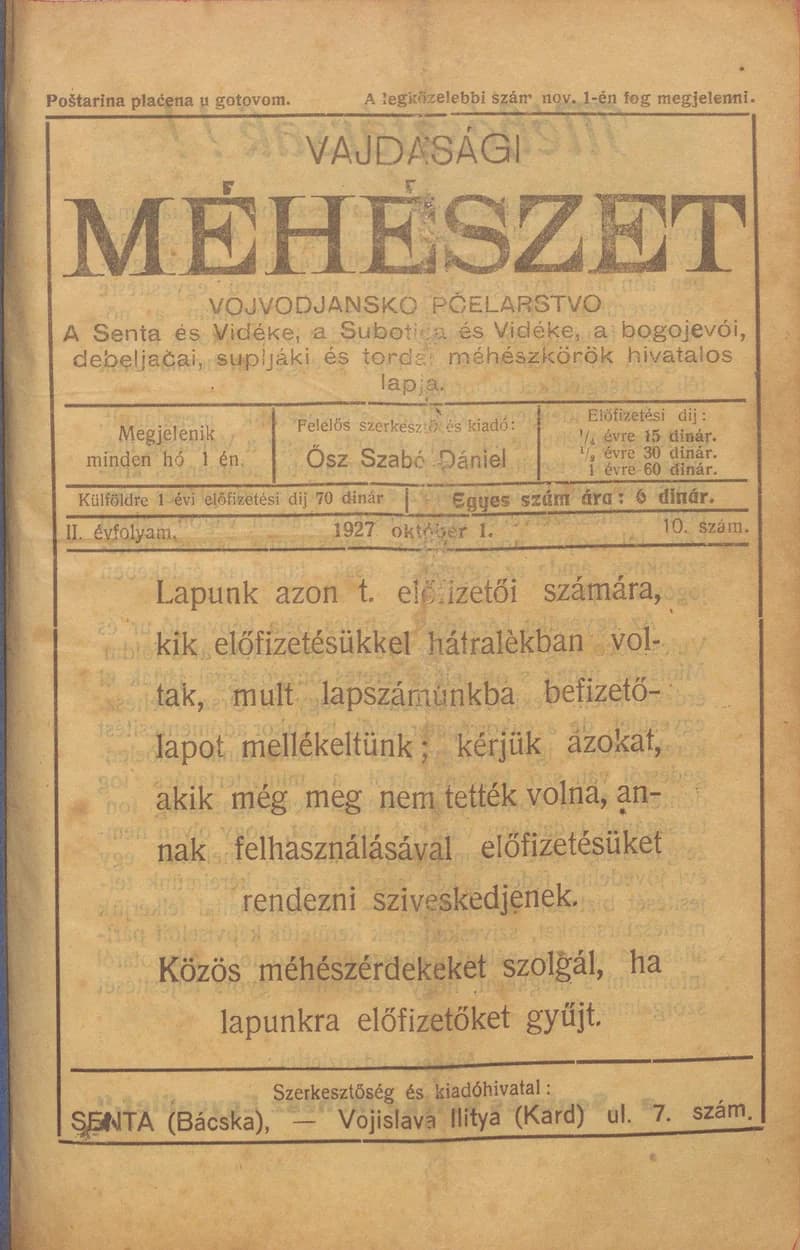 Poštarina plaćena u gotovom.
A legközelebbi szám nov. 1-én fog megjelenni.
VAJDASÁGI
MÉHÉSZET
VOJVODJANSKO PČELARSTVO
A Senta és Vidéke, a Subotica és Vidéke, a bogojevói,
debeljačai, supljáki és tordai méhészkörök hivatalos
lapja.
Megjelenik
minden hó 1 én.
Felelős szerkesztő és kiadó:
Ősz Szabó Dániel
Előfizetési dij:
¼ évre 15 dinár.
½ évre 30 dinár.
1 évre 60 dinár.
Külföldre 1 évi előfizetési dij 70 dinár
Egyes szám ára: 6 dinár.
II. évfolyam.
1927 október 1.
10. szám.
Lapunk azon t. előfizetői számára,
kik előfizetésükkel hátralèkban vol-
tak, mult lapszámunkba befizető-
lapot mellékeltünk; kérjük azokat,
akik még meg nem tették volna, an-
nak felhasználásával előfizetésüket
rendezni sziveskedjenek.
Közös méhészérdekeket szolgál, ha
lapunkra előfizetőket gyűjt.
Szerkesztőség és kiadóhivatal:
SENTA (Bácska), — Vojislava Ilitya (Kard) ul. 7. szám.